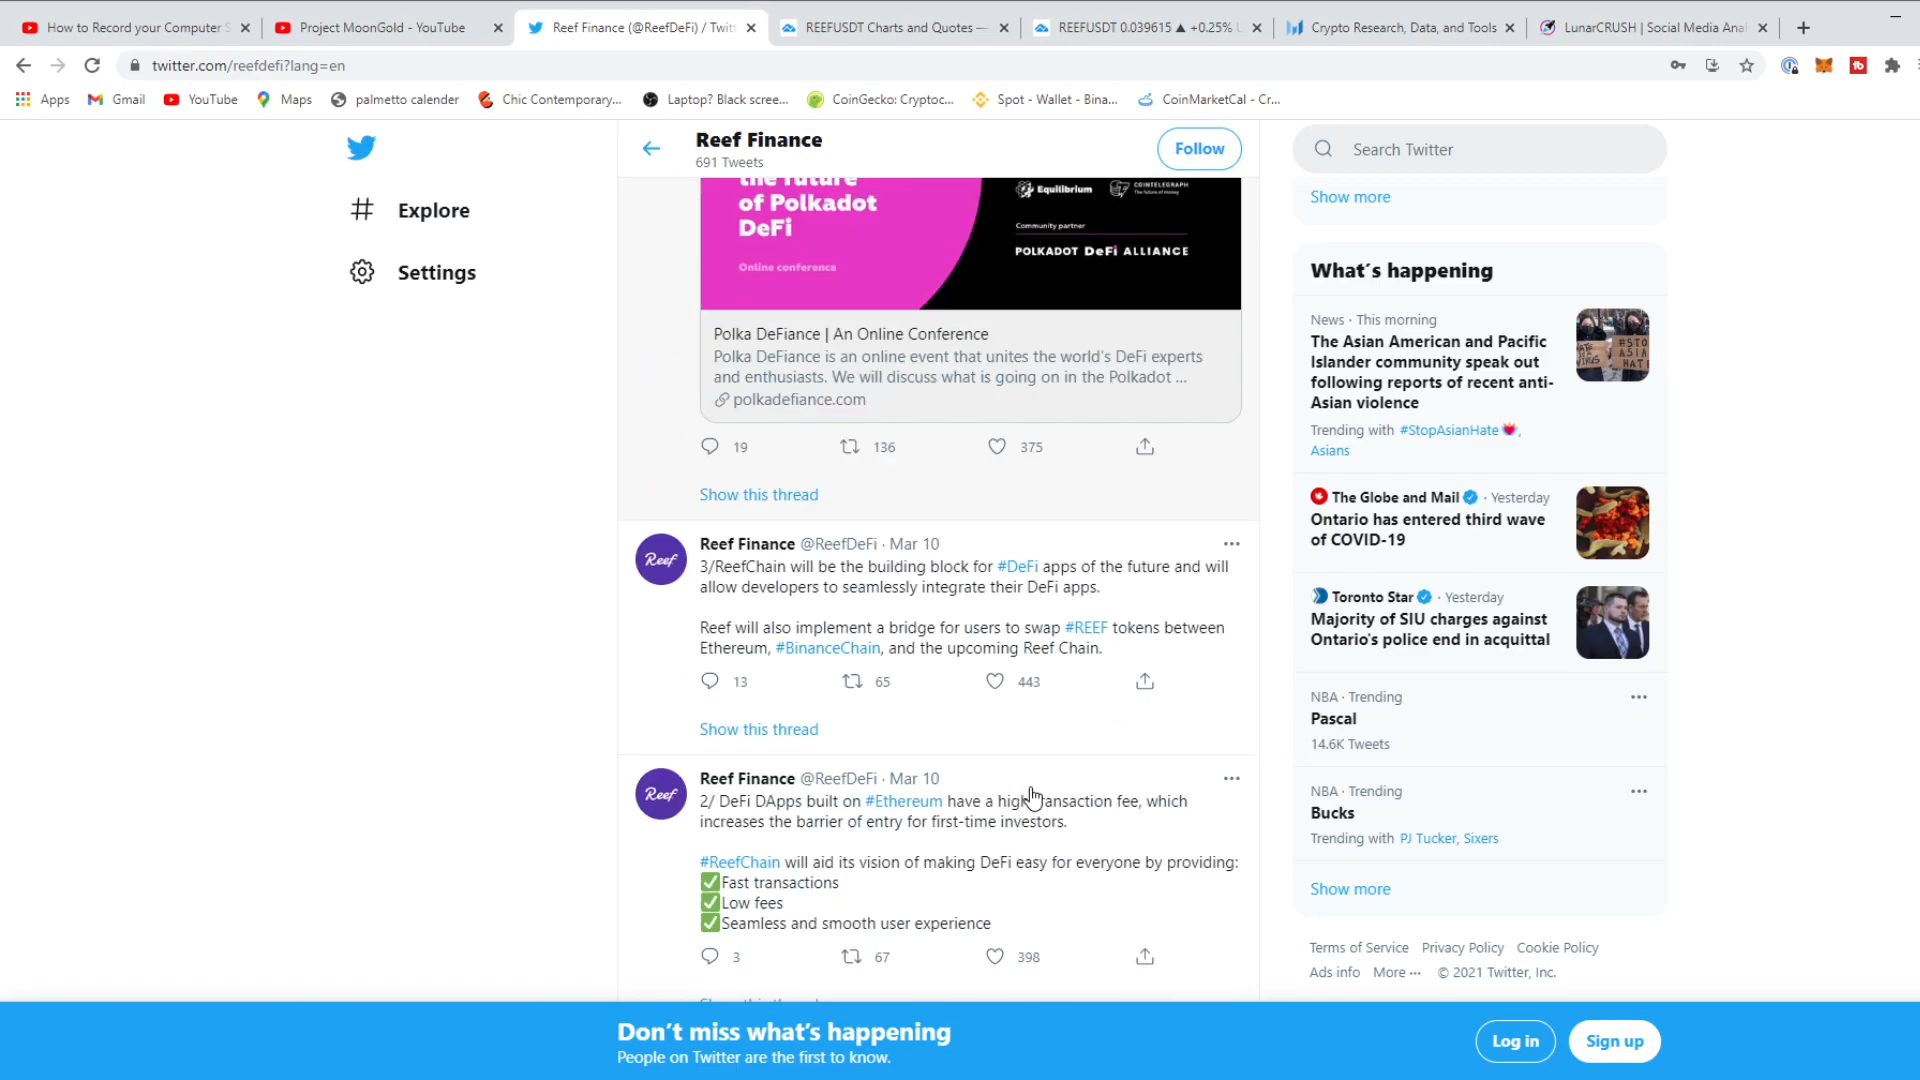 How to Record your Computer S
Project MoonGold - YouTube
Reef Finance (@ReefDeFi) / Twitt
REEFUSDT Charts and Quotes —
REEFUSDT 0.039615 ▲ +0.25% U
Crypto Research, Data, and Tools
LunarCRUSH | Social Media Anal
twitter.com/reefdefi?lang=en
Apps
Gmail
YouTube
Maps
palmetto calender
Chic Contemporary...
Laptop? Black scree...
CoinGecko: Cryptoc...
Spot - Wallet - Bina...
CoinMarketCal - Cr...
Explore
Settings
Reef Finance
691 Tweets
Follow
the future
of Polkadot
DeFi
Online conference
Equilibrium
COINTELEGRAPH
The future of money
Community partner
POLKADOT DeFi ALLIANCE
Polka DeFiance | An Online Conference
Polka DeFiance is an online event that unites the world's DeFi experts
and enthusiasts. We will discuss what is going on in the Polkadot ...
polkadefiance.com
19
136
375
Show this thread
Reef
Reef Finance @ReefDeFi · Mar 10
3/ReefChain will be the building block for #DeFi apps of the future and will
allow developers to seamlessly integrate their DeFi apps.
Reef will also implement a bridge for users to swap #REEF tokens between
Ethereum, #BinanceChain, and the upcoming Reef Chain.
13
65
443
Show this thread
Reef
Reef Finance @ReefDeFi · Mar 10
2/ DeFi DApps built on #Ethereum have a high transaction fee, which
increases the barrier of entry for first-time investors.
#ReefChain will aid its vision of making DeFi easy for everyone by providing:
✅Fast transactions
✅Low fees
✅Seamless and smooth user experience
3
67
398
Show this thread
Search Twitter
Show more
What's happening
News · This morning
The Asian American and Pacific
Islander community speak out
following reports of recent anti-
Asian violence
Trending with #StopAsianHate,
Asians
The Globe and Mail · Yesterday
Ontario has entered third wave
of COVID-19
Toronto Star · Yesterday
Majority of SIU charges against
Ontario's police end in acquittal
NBA · Trending
Pascal
14.6K Tweets
NBA · Trending
Bucks
Trending with PJ Tucker, Sixers
Show more
Terms of Service Privacy Policy Cookie Policy
Ads info More ··· © 2021 Twitter, Inc.
Don't miss what's happening
People on Twitter are the first to know.
Log in
Sign up